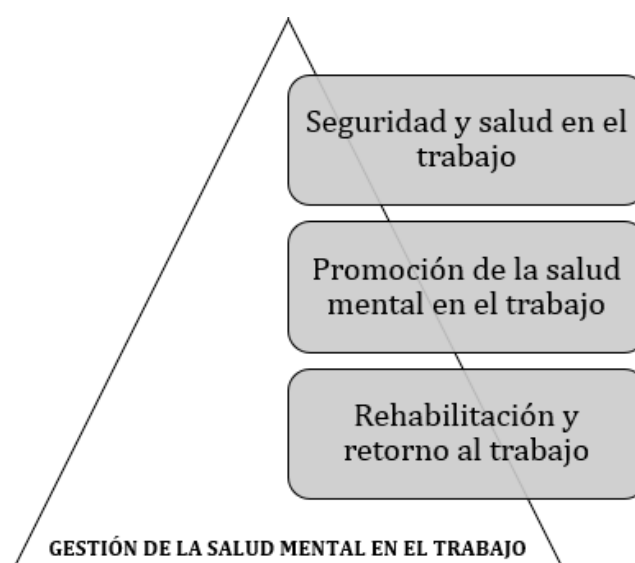 Seguridad y salud en el
trabajo
Promoción de la salud
mental en el trabajo
Rehabilitación y
retorno al trabajo
GESTIÓN DE LA SALUD MENTAL EN EL TRABAJO